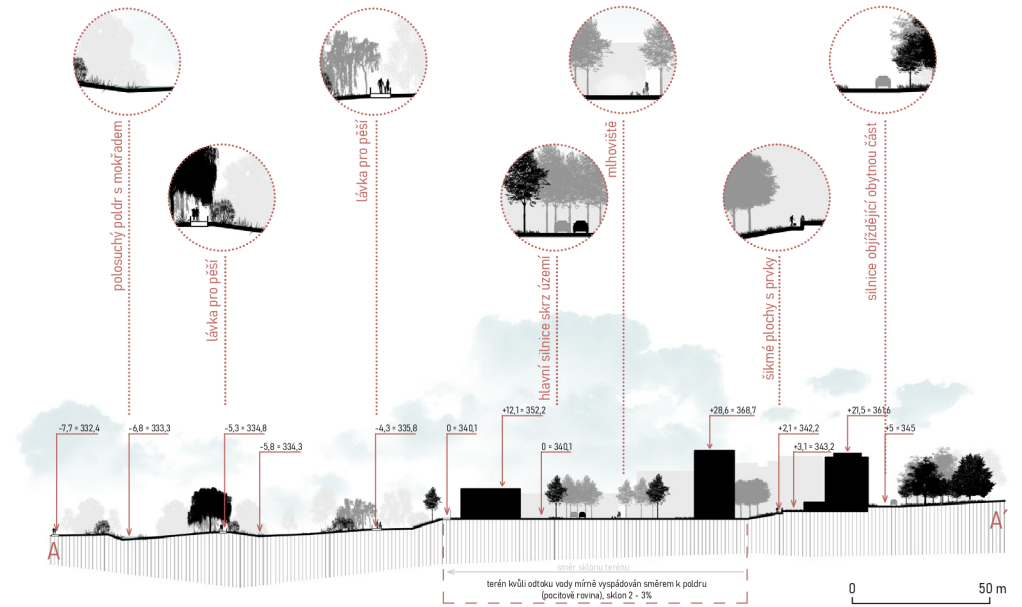 polosuchý poldr s mokřadem
lávka pro pěší
lávka pro pěší
hlavní silnice skrz území
mlhoviště
šikmé plochy s prvky
silnice objíždějící obytnou část
-7,7 = 332,4
-6,8 = 333,3
-5,3 = 334,8
-5,8 = 334,3
-4,3 = 335,8
0 = 340,1
+12,1 = 352,2
0 = 340,1
+28,6 = 368,7
+2,1 = 342,2
+3,1 = 343,2
+21,5 = 361,6
+5 = 345
A
A´
směr sklonu terénu
terén kvůli odtoku vody mírně vyspádován směrem k poldru
(pocitově rovina), sklon 2 - 3%
0
50 m